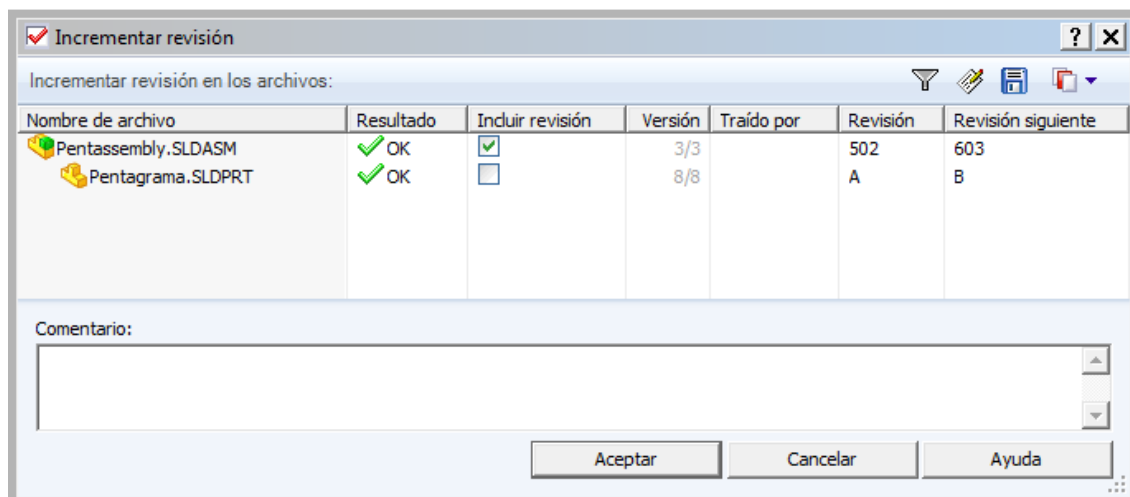 Incrementar revisión
Incrementar revisión en los archivos:
Nombre de archivo Resultado Incluir revisión Versión Traído por Revisión Revisión siguiente
Pentassembly.SLDASM OK 3/3 502 603
Pentagrama.SLDPRT OK 8/8 A B
Comentario:
Aceptar Cancelar Ayuda